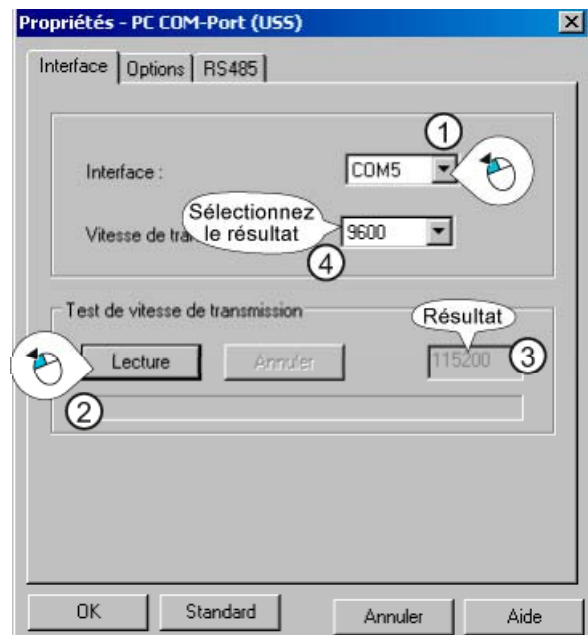 Propriétés - PC COM-Port (USS)
Interface Options RS485
1
Interface : COM5
Sélectionnez
le résultat
Vitesse de 9600
4
Test de vitesse de transmission
Résultat
Lecture Annuler 115200 3
2
OK Standard Annuler Aide